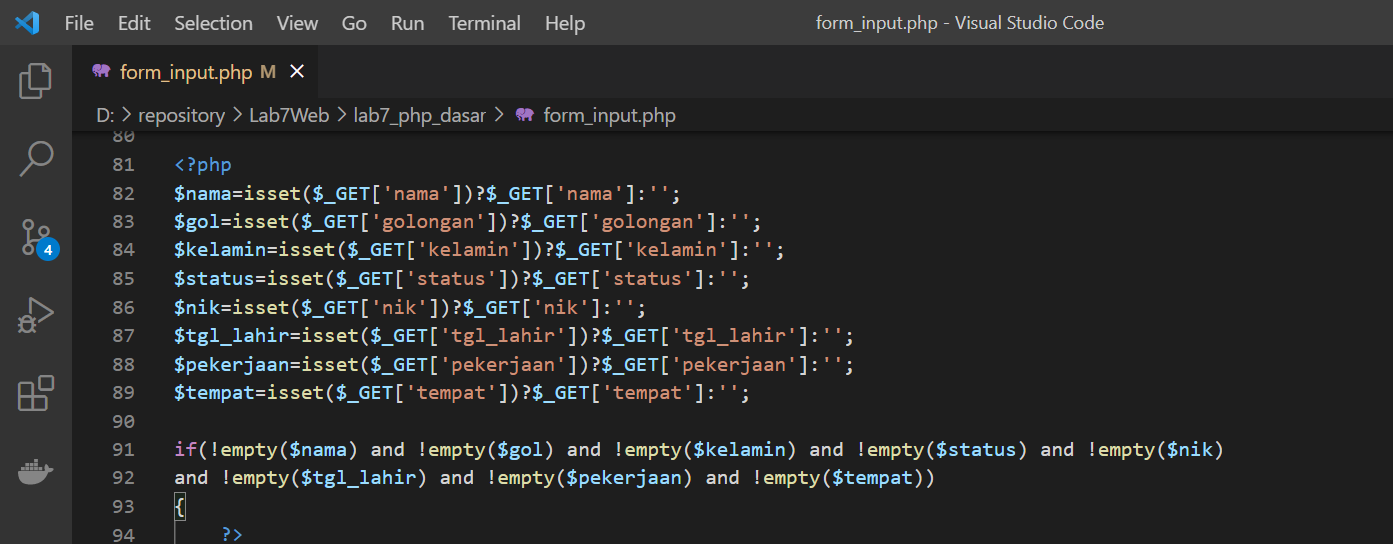 File Edit Selection View Go Run Terminal Help form_input.php - Visual Studio Code
form_input.php M
D: > repository > Lab7Web > lab7_php_dasar > form_input.php
80
81 <?php
82 $nama=isset($_GET['nama'])?$_GET['nama']:'';
83 $gol=isset($_GET['golongan'])?$_GET['golongan']:'';
84 $kelamin=isset($_GET['kelamin'])?$_GET['kelamin']:'';
85 $status=isset($_GET['status'])?$_GET['status']:'';
86 $nik=isset($_GET['nik'])?$_GET['nik']:'';
87 $tgl_lahir=isset($_GET['tgl_lahir'])?$_GET['tgl_lahir']:'';
88 $pekerjaan=isset($_GET['pekerjaan'])?$_GET['pekerjaan']:'';
89 $tempat=isset($_GET['tempat'])?$_GET['tempat']:'';
90
91 if(!empty($nama) and !empty($gol) and !empty($kelamin) and !empty($status) and !empty($nik)
92 and !empty($tgl_lahir) and !empty($pekerjaan) and !empty($tempat))
93 {
94 ?>
4